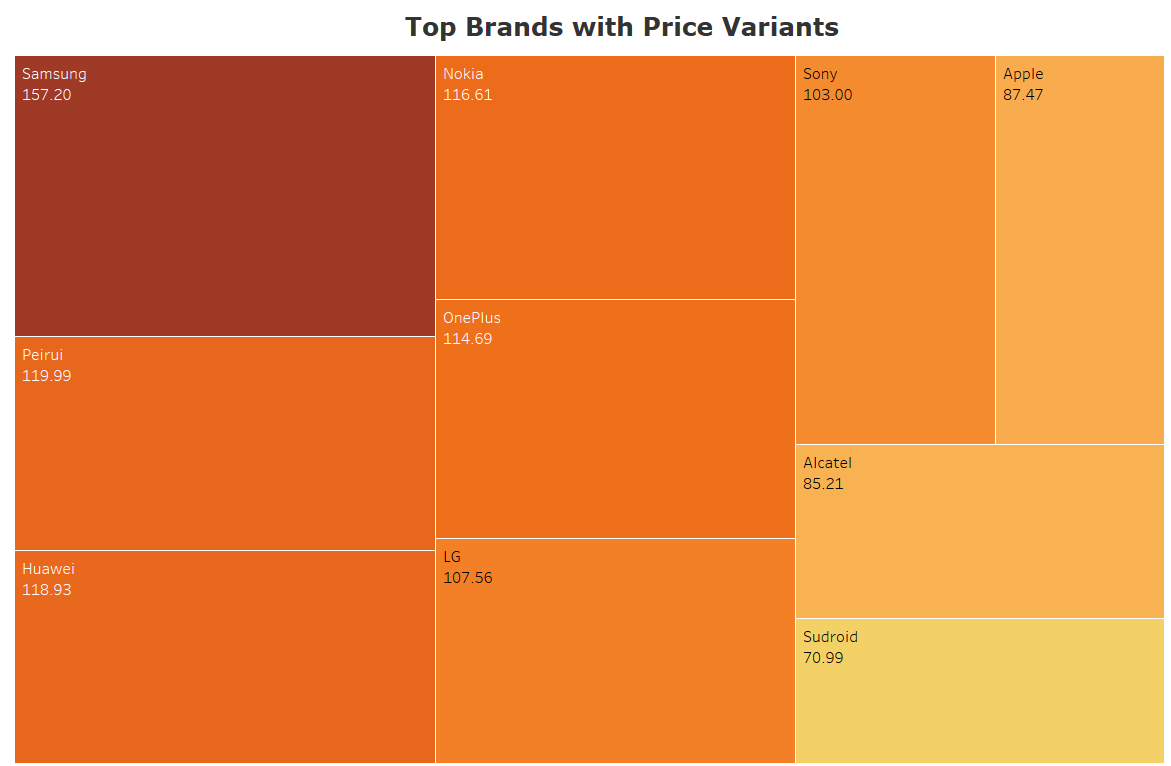 Top Brands with Price Variants
Samsung
157.20
Peirui
119.99
Huawei
118.93
Nokia
116.61
OnePlus
114.69
LG
107.56
Sony
103.00
Apple
87.47
Alcatel
85.21
Sudroid
70.99